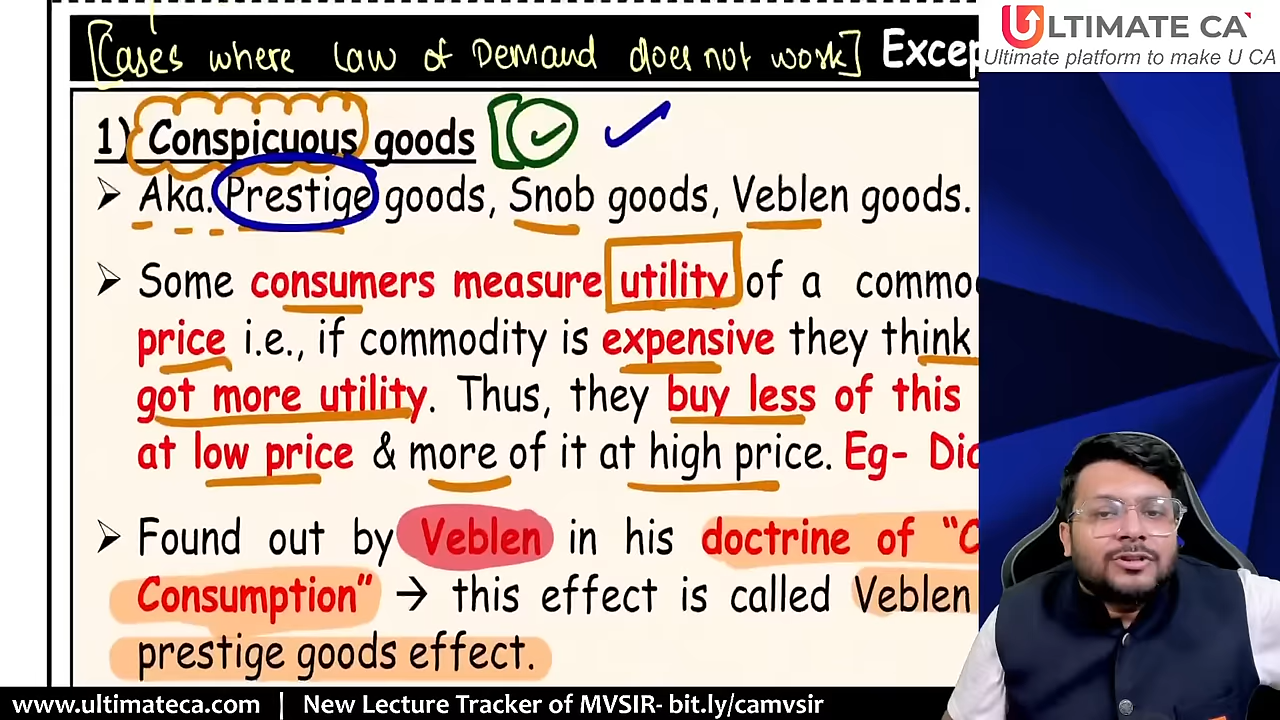 [Cases where law of Demand does not work] Excep
ULTIMATE CA
Ultimate platform to make U CA
1) Conspicuous goods
➢ Aka. Prestige goods, Snob goods, Veblen goods.
➢ Some consumers measure utility of a commo
price i.e., if commodity is expensive they think
got more utility. Thus, they buy less of this
at low price & more of it at high price. Eg- Dia
➢ Found out by Veblen in his doctrine of “C
Consumption” → this effect is called Veblen
prestige goods effect.
www.ultimateca.com | New Lecture Tracker of MVSIR- bit.ly/camvsir